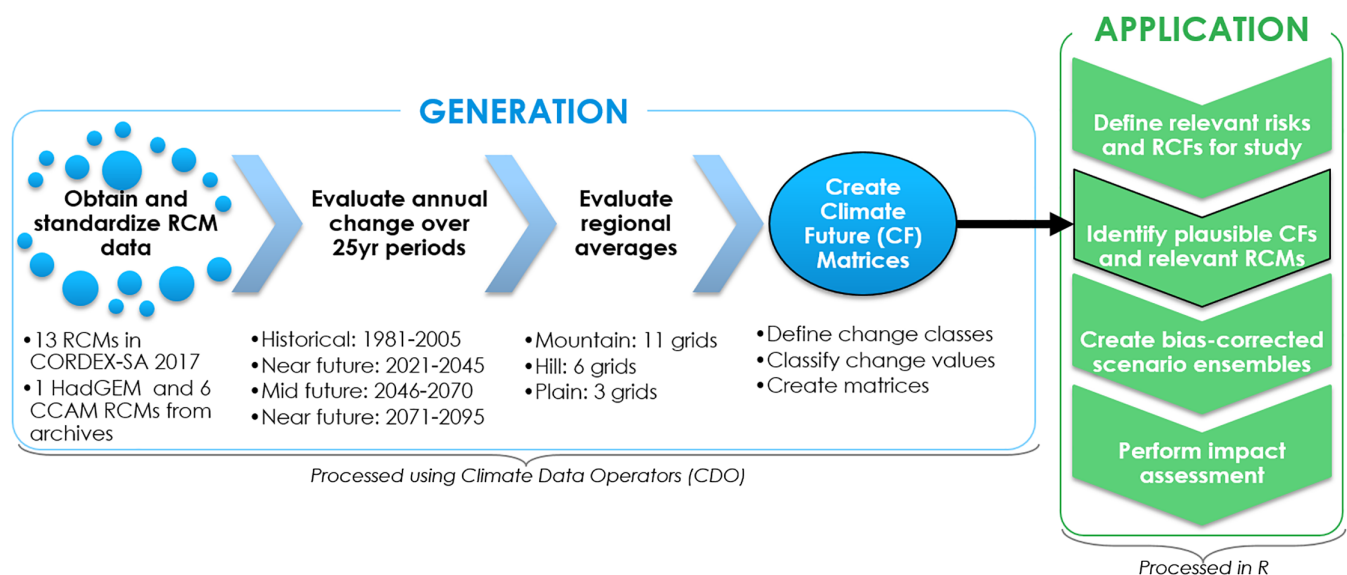 GENERATION
Obtain and
standardize RCM
data
•13 RCMs in
CORDEX-SA 2017
•1 HadGEM and 6
CCAM RCMs from
archives
Evaluate annual
change over
25yr periods
•Historical: 1981-2005
•Near future: 2021-2045
•Mid future: 2046-2070
•Near future: 2071-2095
Evaluate
regional
averages
•Mountain: 11 grids
•Hill: 6 grids
•Plain: 3 grids
Create
Climate
Future (CF)
Matrices
•Define change classes
•Classify change values
•Create matrices
Processed using Climate Data Operators (CDO)
APPLICATION
Define relevant risks
and RCFs for study
Identify plausible CFs
and relevant RCMs
Create bias-corrected
scenario ensembles
Perform impact
assessment
Processed in R